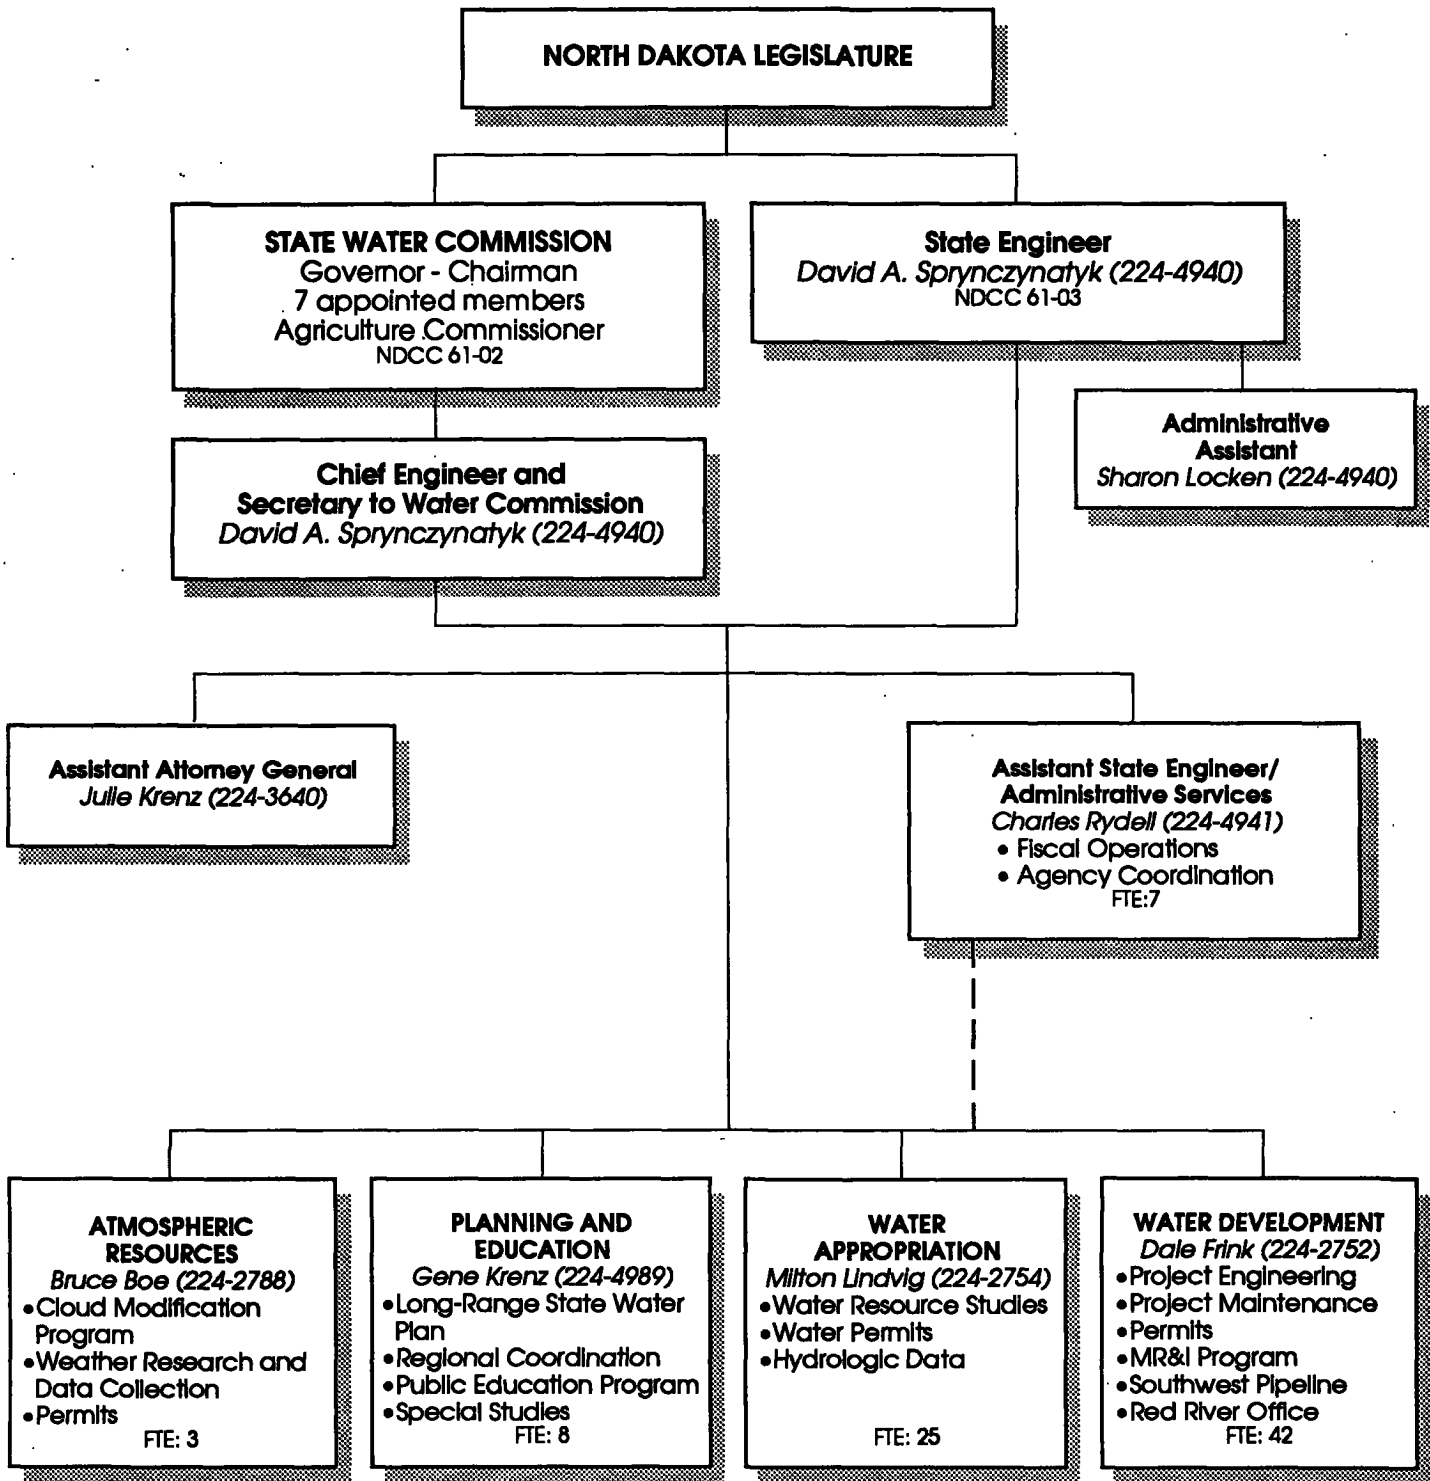 NORTH DAKOTA LEGISLATURE
STATE WATER COMMISSION
Governor - Chairman
7 appointed members
Agriculture Commissioner
NDCC 61-02
State Engineer
David A. Sprynczynatyk (224-4940)
NDCC 61-03
Administrative
Assistant
Sharon Locken (224-4940)
Chief Engineer and
Secretary to Water Commission
David A. Sprynczynatyk (224-4940)
Assistant Attorney General
Julie Krenz (224-3640)
Assistant State Engineer/
Administrative Services
Charles Rydell (224-4941)
• Fiscal Operations
• Agency Coordination
FTE:7
ATMOSPHERIC
RESOURCES
Bruce Boe (224-2788)
•Cloud Modification
Program
•Weather Research and
Data Collection
•Permits
FTE: 3
PLANNING AND
EDUCATION
Gene Krenz (224-4989)
•Long-Range State Water
Plan
•Regional Coordination
•Public Education Program
•Special Studies
FTE: 8
WATER
APPROPRIATION
Milton Lindvig (224-2754)
•Water Resource Studies
•Water Permits
•Hydrologic Data
FTE: 25
WATER DEVELOPMENT
Dale Frink (224-2752)
•Project Engineering
•Project Maintenance
•Permits
•MR&I Program
•Southwest Pipeline
•Red River Office
FTE: 42